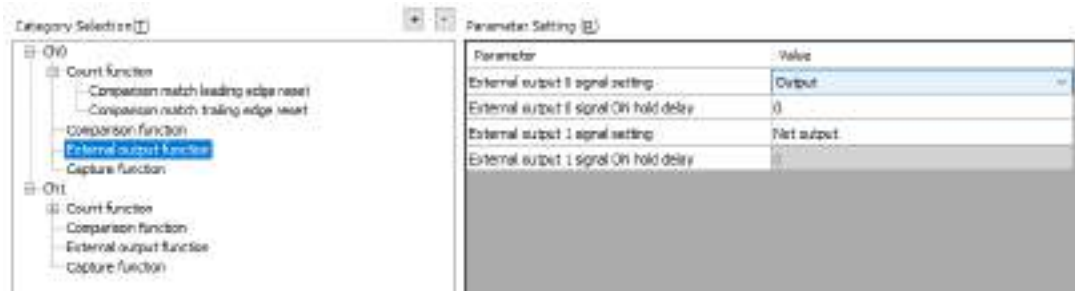 Category Selection(T)
+ -
Parameter Setting (R)
Ch0
Count function
Comparison match leading edge reset
Comparison match trailing edge reset
Comparison function
External output function
Capture function
Ch1
Count function
Comparison function
External output function
Capture function
Parameter Value
External output 0 signal setting Output
External output 0 signal ON hold delay 0
External output 1 signal setting Not output
External output 1 signal ON hold delay 0